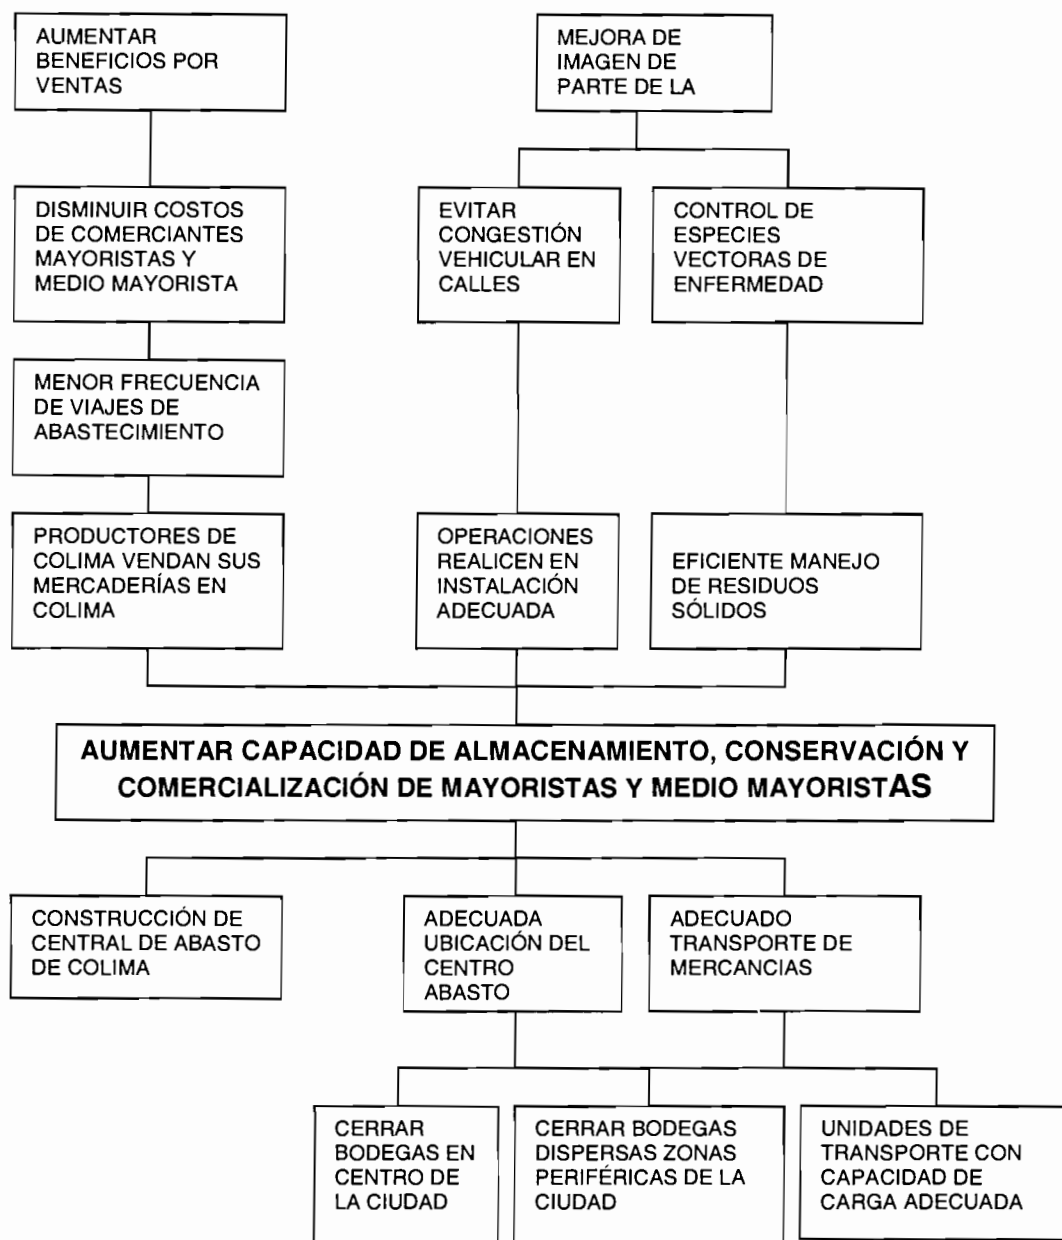 AUMENTAR
BENEFICIOS POR
VENTAS
MEJORA DE
IMAGEN DE
PARTE DE LA
DISMINUIR COSTOS
DE COMERCIANTES
MAYORISTAS Y
MEDIO MAYORISTA
EVITAR
CONGESTIÓN
VEHICULAR EN
CALLES
CONTROL DE
ESPECIES
VECTORAS DE
ENFERMEDAD
MENOR FRECUENCIA
DE VIAJES DE
ABASTECIMIENTO
PRODUCTORES DE
COLIMA VENDAN SUS
MERCADERÍAS EN
COLIMA
OPERACIONES
REALICEN EN
INSTALACIÓN
ADECUADA
EFICIENTE MANEJO
DE RESIDUOS
SÓLIDOS
AUMENTAR CAPACIDAD DE ALMACENAMIENTO, CONSERVACIÓN Y
COMERCIALIZACIÓN DE MAYORISTAS Y MEDIO MAYORISTAS
CONSTRUCCIÓN DE
CENTRAL DE ABASTO
DE COLIMA
ADECUADA
UBICACIÓN DEL
CENTRO
ABASTO
ADECUADO
TRANSPORTE DE
MERCANCIAS
CERRAR
BODEGAS EN
CENTRO DE
LA CIUDAD
CERRAR BODEGAS
DISPERSAS ZONAS
PERIFÉRICAS DE LA
CIUDAD
UNIDADES DE
TRANSPORTE CON
CAPACIDAD DE
CARGA ADECUADA